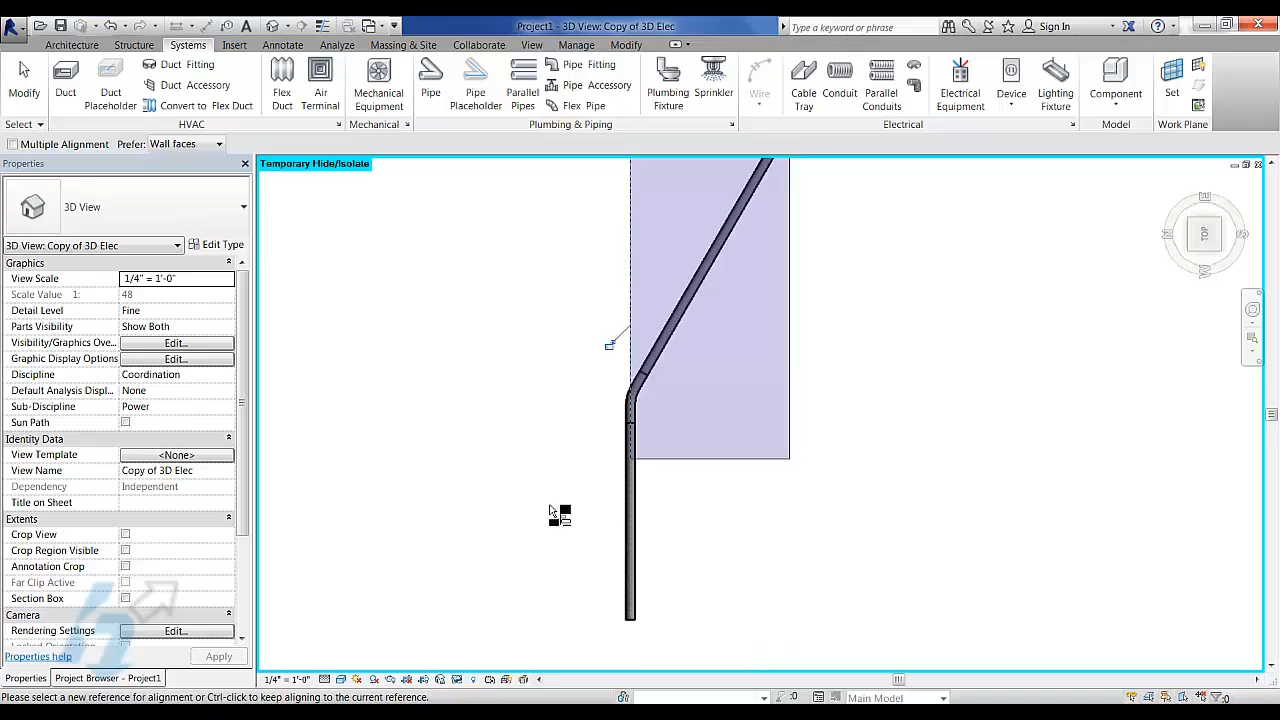 Project1 - 3D View: Copy of 3D Elec
Type a keyword or phrase
Sign In
Architecture Structure Systems Insert Annotate Analyze Massing & Site Collaborate View Manage Modify
Modify
Duct
Duct Placeholder
Duct Fitting
Duct Accessory
Convert to Flex Duct
Flex Duct
Air Terminal
Mechanical Equipment
Pipe
Pipe Placeholder
Parallel Pipes
Pipe Fitting
Pipe Accessory
Flex Pipe
Plumbing Fixture
Sprinkler
Wire
Cable Tray
Conduit
Parallel Conduits
Electrical Equipment
Device
Lighting Fixture
Component
Set
Select HVAC Mechanical Plumbing & Piping Electrical Model Work Plane
Multiple Alignment Prefer: Wall faces
Properties
Temporary Hide/Isolate
3D View
TOP
3D View: Copy of 3D Elec Edit Type
Graphics
View Scale 1/4" = 1'-0"
Scale Value 1: 48
Detail Level Fine
Parts Visibility Show Both
Visibility/Graphics Ove... Edit...
Graphic Display Options Edit...
Discipline Coordination
Default Analysis Displ... None
Sub-Discipline Power
Sun Path
Identity Data
View Template <None>
View Name Copy of 3D Elec
Dependency Independent
Title on Sheet
Extents
Crop View
Crop Region Visible
Annotation Crop
Far Clip Active
Section Box
Camera
Rendering Settings Edit...
Properties help Apply
Properties Project Browser - Project1
1/4" = 1'-0"
Please select a new reference for alignment or Ctrl-click to keep aligning to the current reference.
:0 Main Model :0